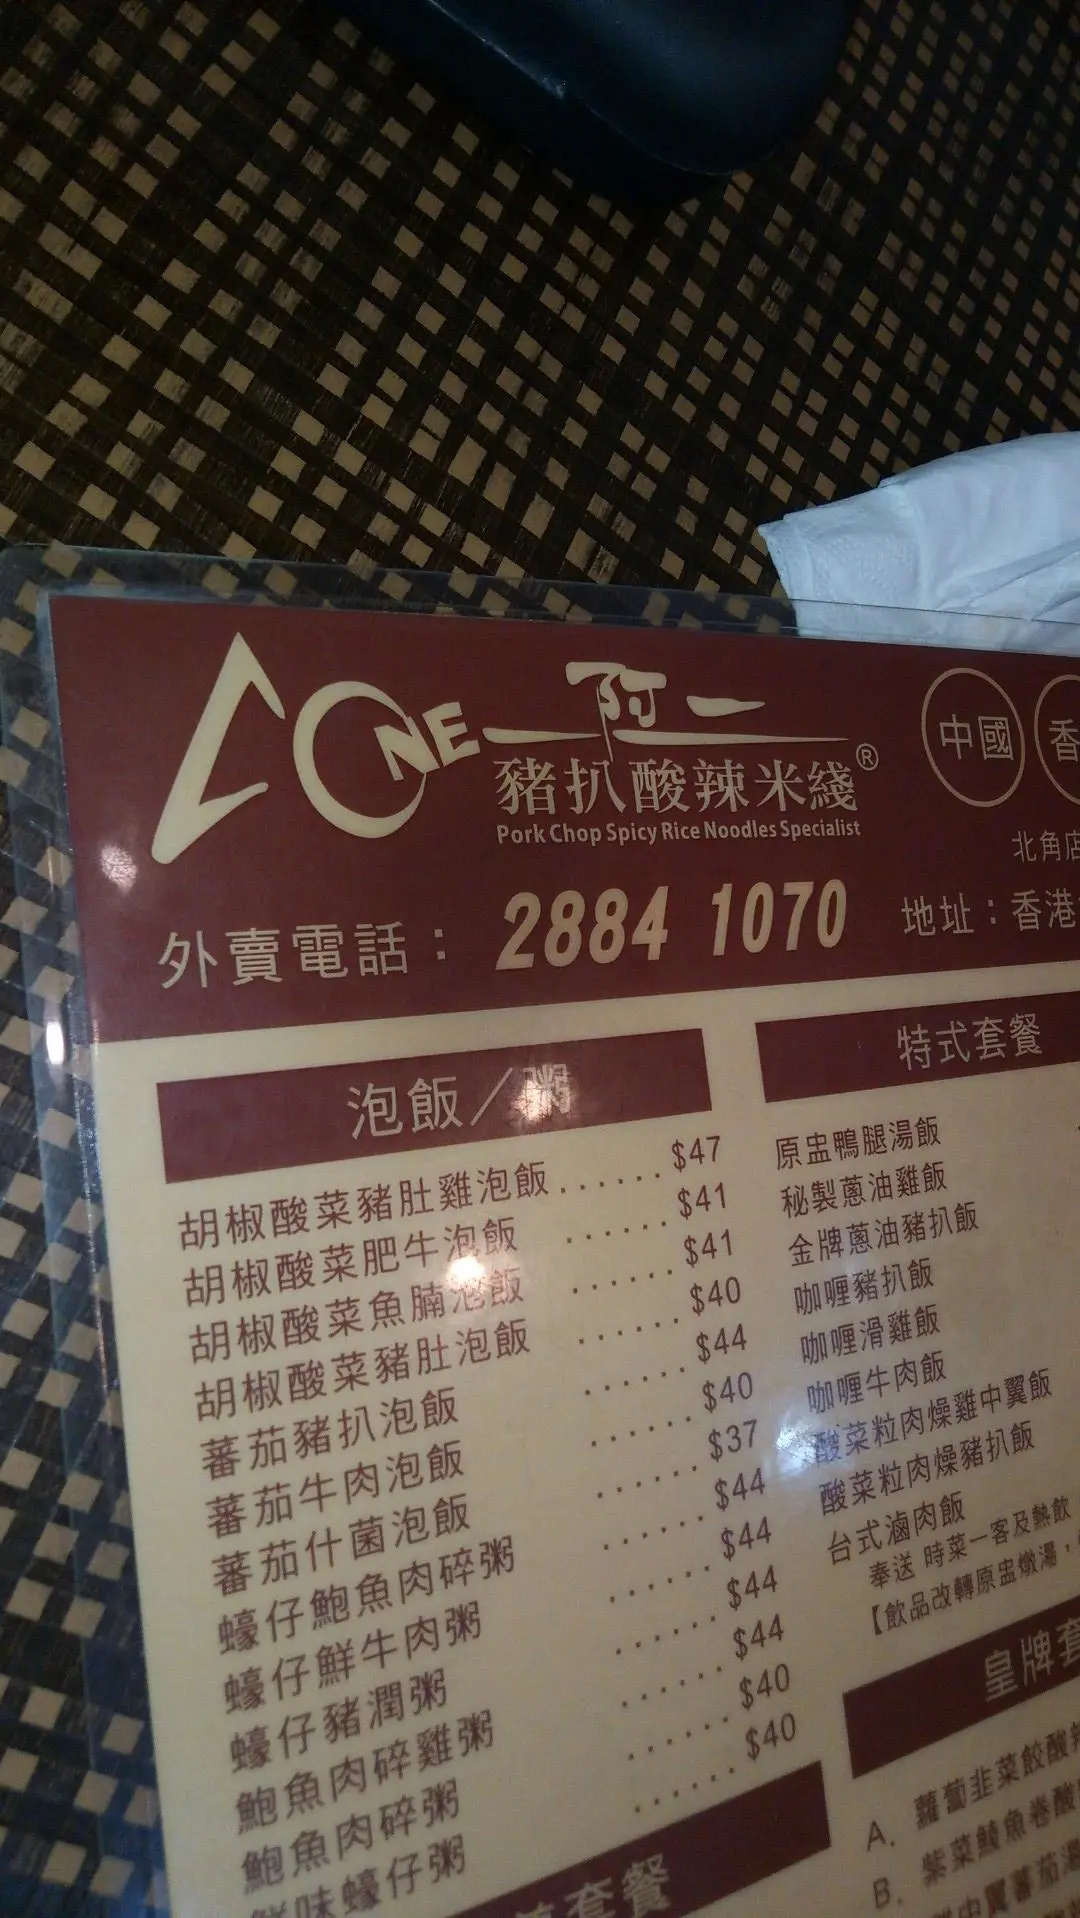 A ONE 阿一
豬扒酸辣米綫®
Pork Chop Spicy Rice Noodles Specialist
中國
香
北角店
外賣電話： 2884 1070
地址：香港
泡飯／粥
胡椒酸菜豬肚雞泡飯......$47
胡椒酸菜肥牛泡飯......$41
胡椒酸菜魚腩泡飯......$41
胡椒酸菜豬肚泡飯......$40
蕃茄豬扒泡飯......$44
蕃茄牛肉泡飯......$40
蕃茄什菌泡飯......$37
蠔仔鮑魚肉碎粥......$44
蠔仔鮮牛肉粥......$44
蠔仔豬潤粥......$44
鮑魚肉碎雞粥......$44
鮑魚肉碎粥......$40
鮮味蠔仔粥......$40
套餐
特式套餐
原盅鴨腿湯飯
秘製蔥油雞飯
金牌蔥油豬扒飯
咖喱豬扒飯
咖喱滑雞飯
咖喱牛肉飯
酸菜粒肉燥雞中翼飯
酸菜粒肉燥豬扒飯
台式滷肉飯
奉送 時菜一客及熱飲
【飲品改轉原盅燉湯，
皇牌套
A. 蘿蔔韭菜餃酸辣
B. 紫菜鯪魚卷酸